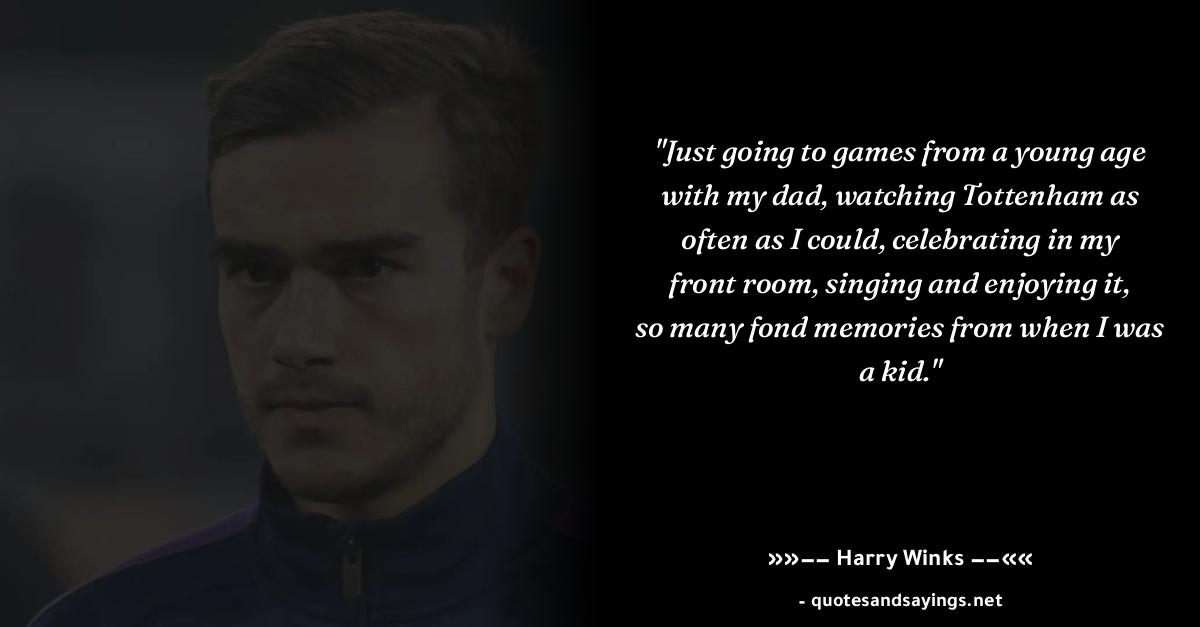 "Just going to games from a young age
with my dad, watching Tottenham as
often as I could, celebrating in my
front room, singing and enjoying it,
so many fond memories from when I was
a kid."
»»−− Harry Winks −−««
- quotesandsayings.net